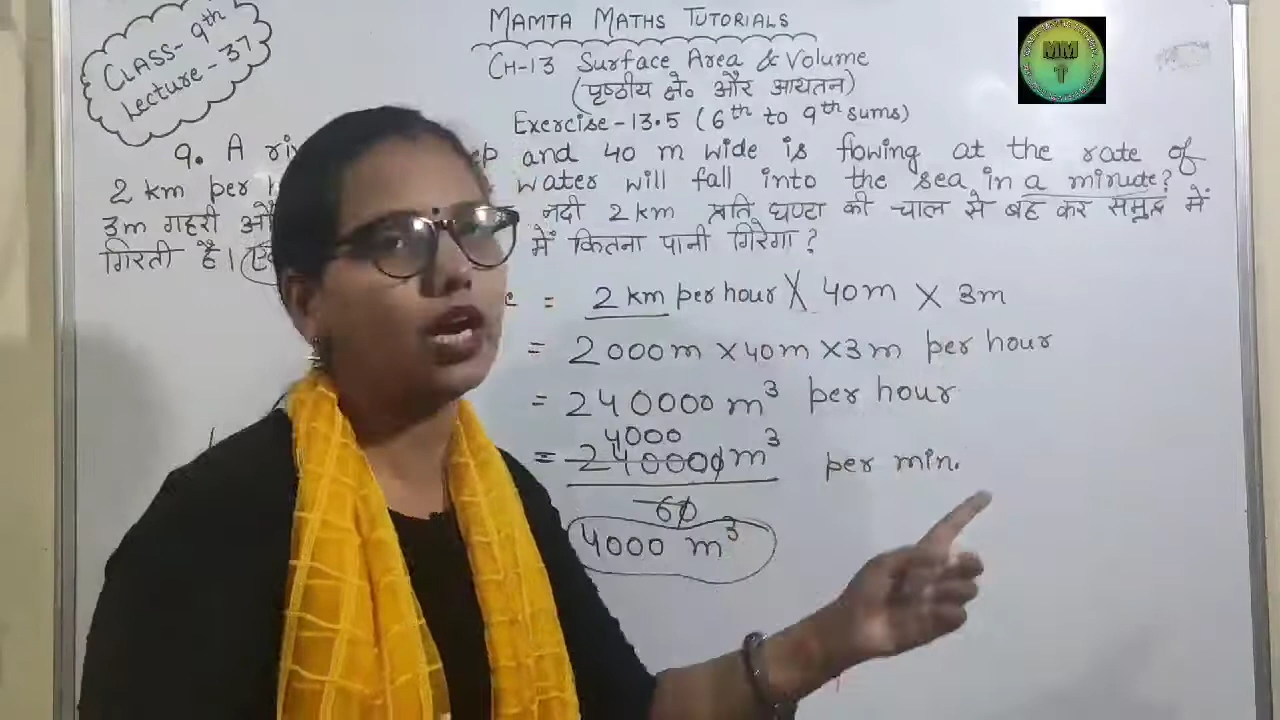 CLASS-9th
Lecture-37
MAMTA MATHS TUTORIALS
CH-13 Surface Area & Volume
(पृष्ठीय क्षे० और आयतन)
Exercise-13.5 (6th to 9th sums)
MM
T
9. A and 40 m wide is flowing at the rate of
2 km per water will fall into the sea in a minute?
3m गहरी नदी 2km प्रति घण्टा की चाल से बह कर समुद्र में
गिरती है। में कितना पानी गिरेगा?
= 2 km per hour X 40m X 3m
= 2000m X 40m X 3m per hour
= 240000 m³ per hour
4000
= 240000 m³ per min.
60
4000 m³